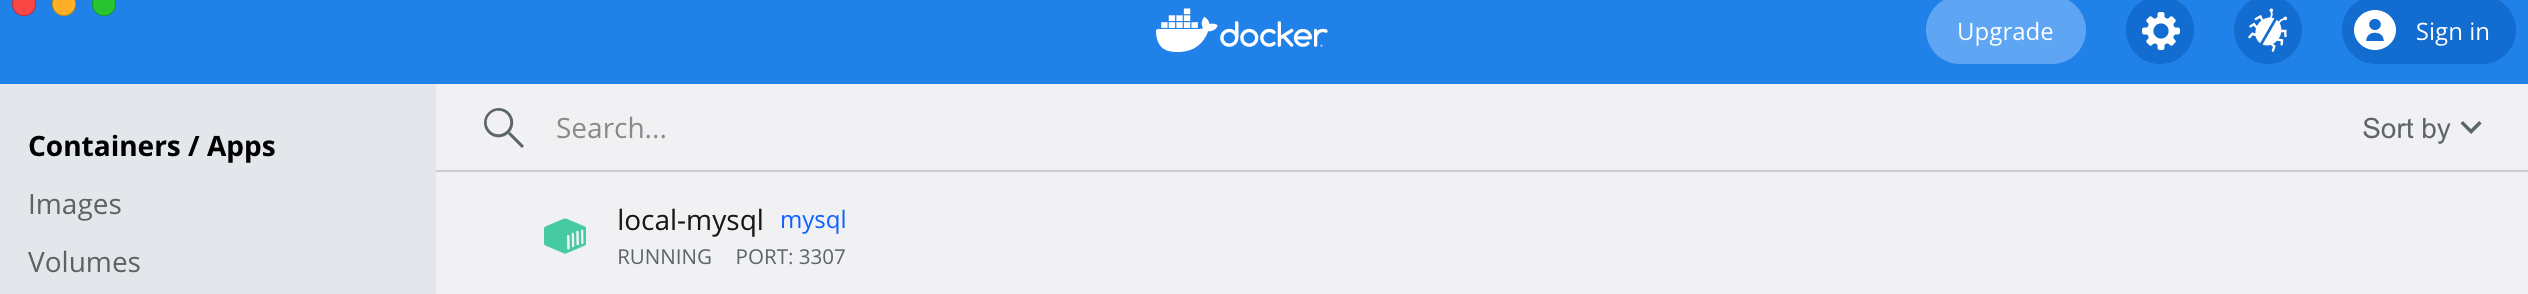 docker
Upgrade
Sign in
Containers / Apps
Images
Volumes
Search...
Sort by
local-mysql mysql
RUNNING PORT: 3307